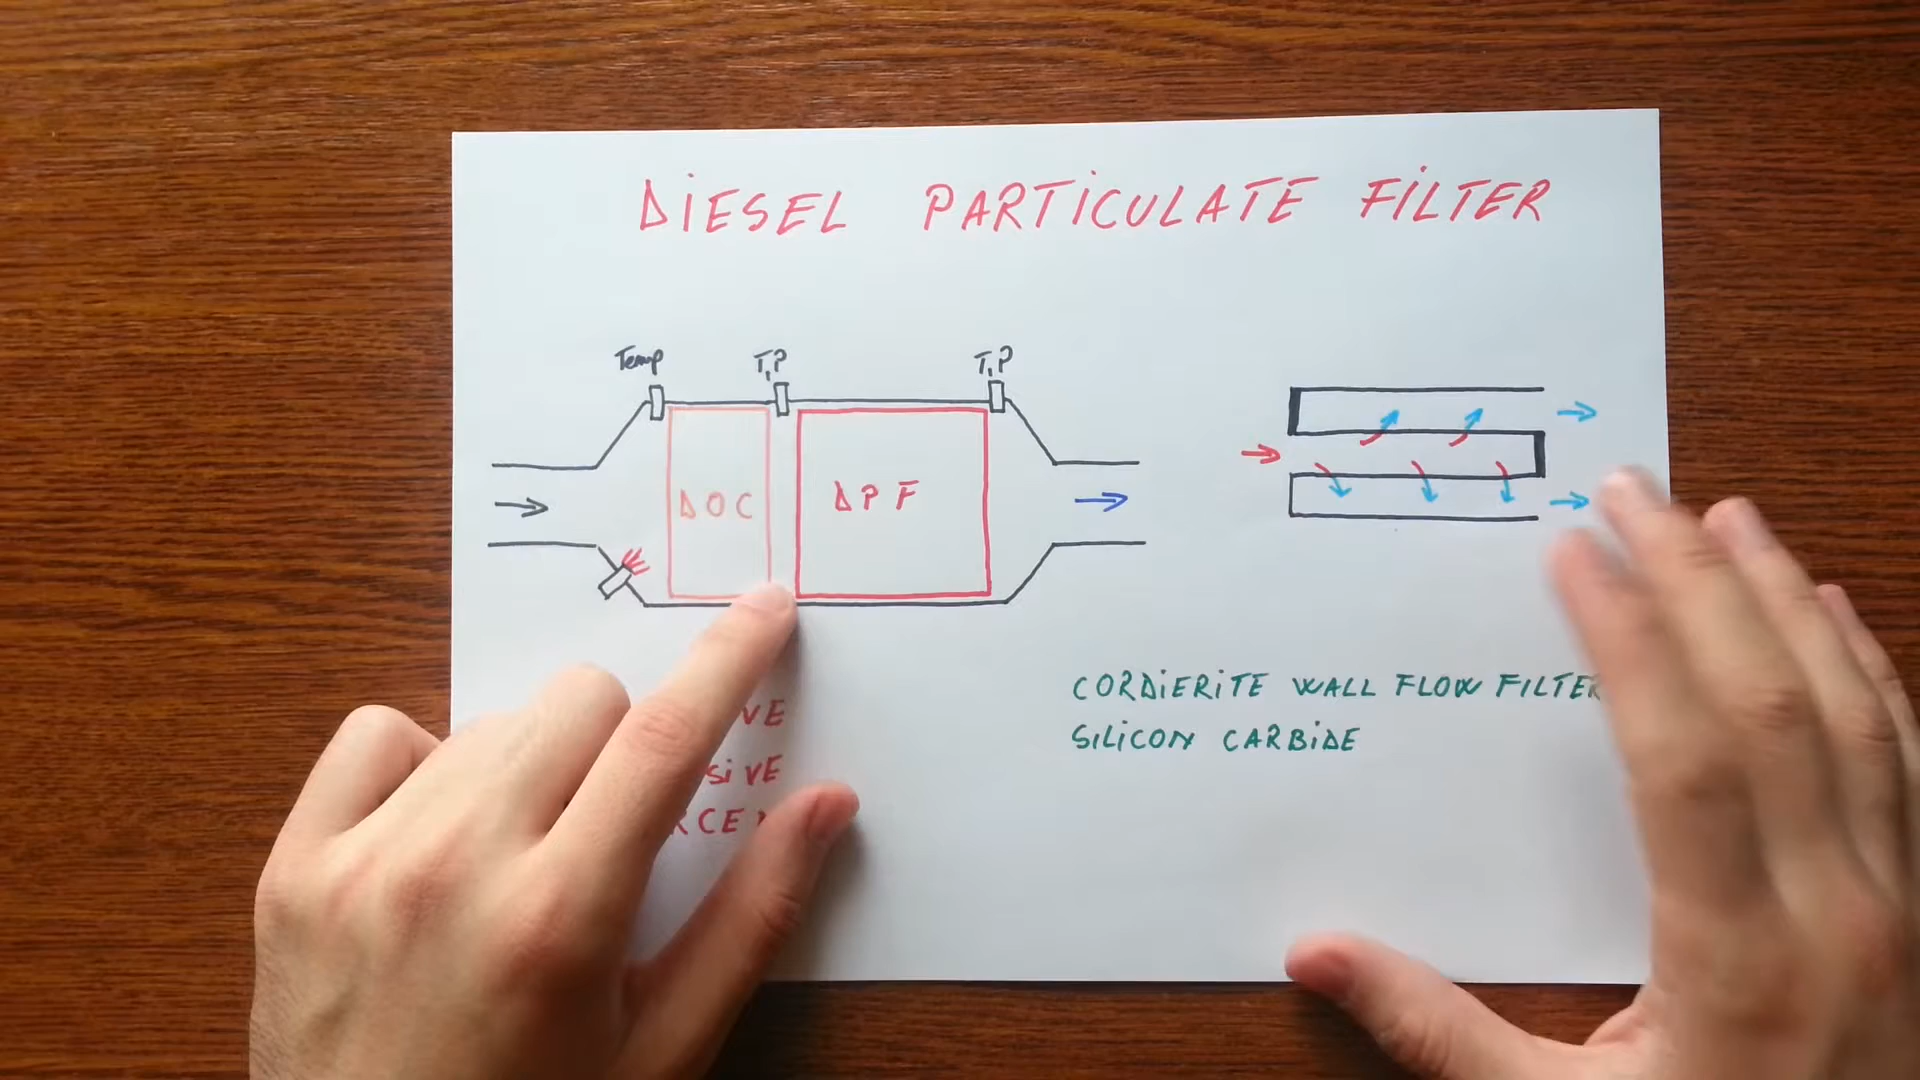 DiESEL PARTiCULATE FiLTER
Temp T,P T,P
DOC DPF
CORDiERiTE WALL FLOW FiLTER
SiLiCON CARBiDE